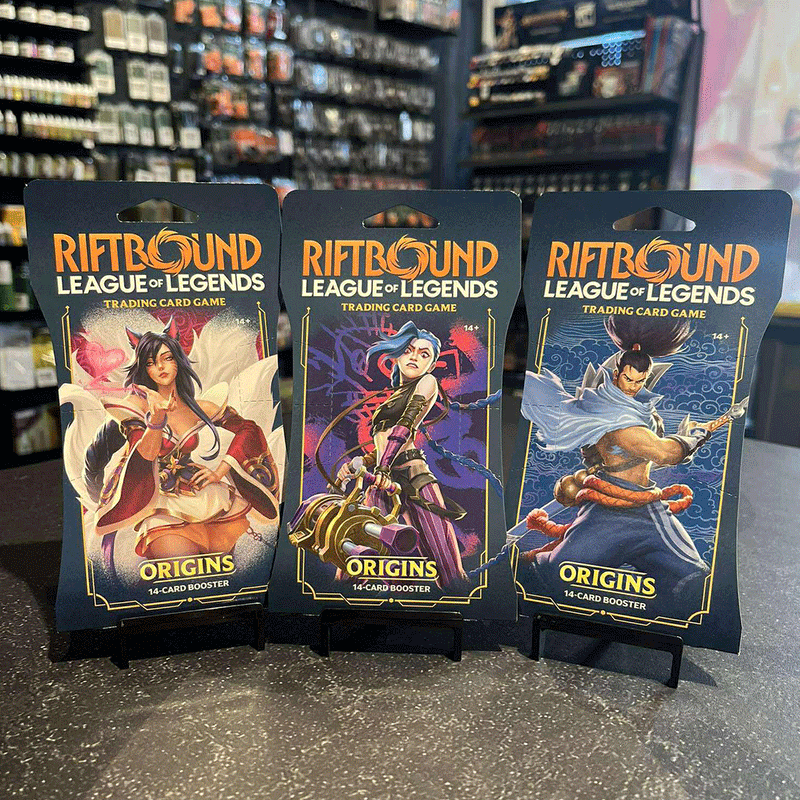 RIFTBOUND
LEAGUE OF LEGENDS
TRADING CARD GAME
14+
ORIGINS
14-CARD BOOSTER
RIFTBOUND
LEAGUE OF LEGENDS
TRADING CARD GAME
14+
ORIGINS
14-CARD BOOSTER
RIFTBOUND
LEAGUE OF LEGENDS
TRADING CARD GAME
14+
ORIGINS
14-CARD BOOSTER